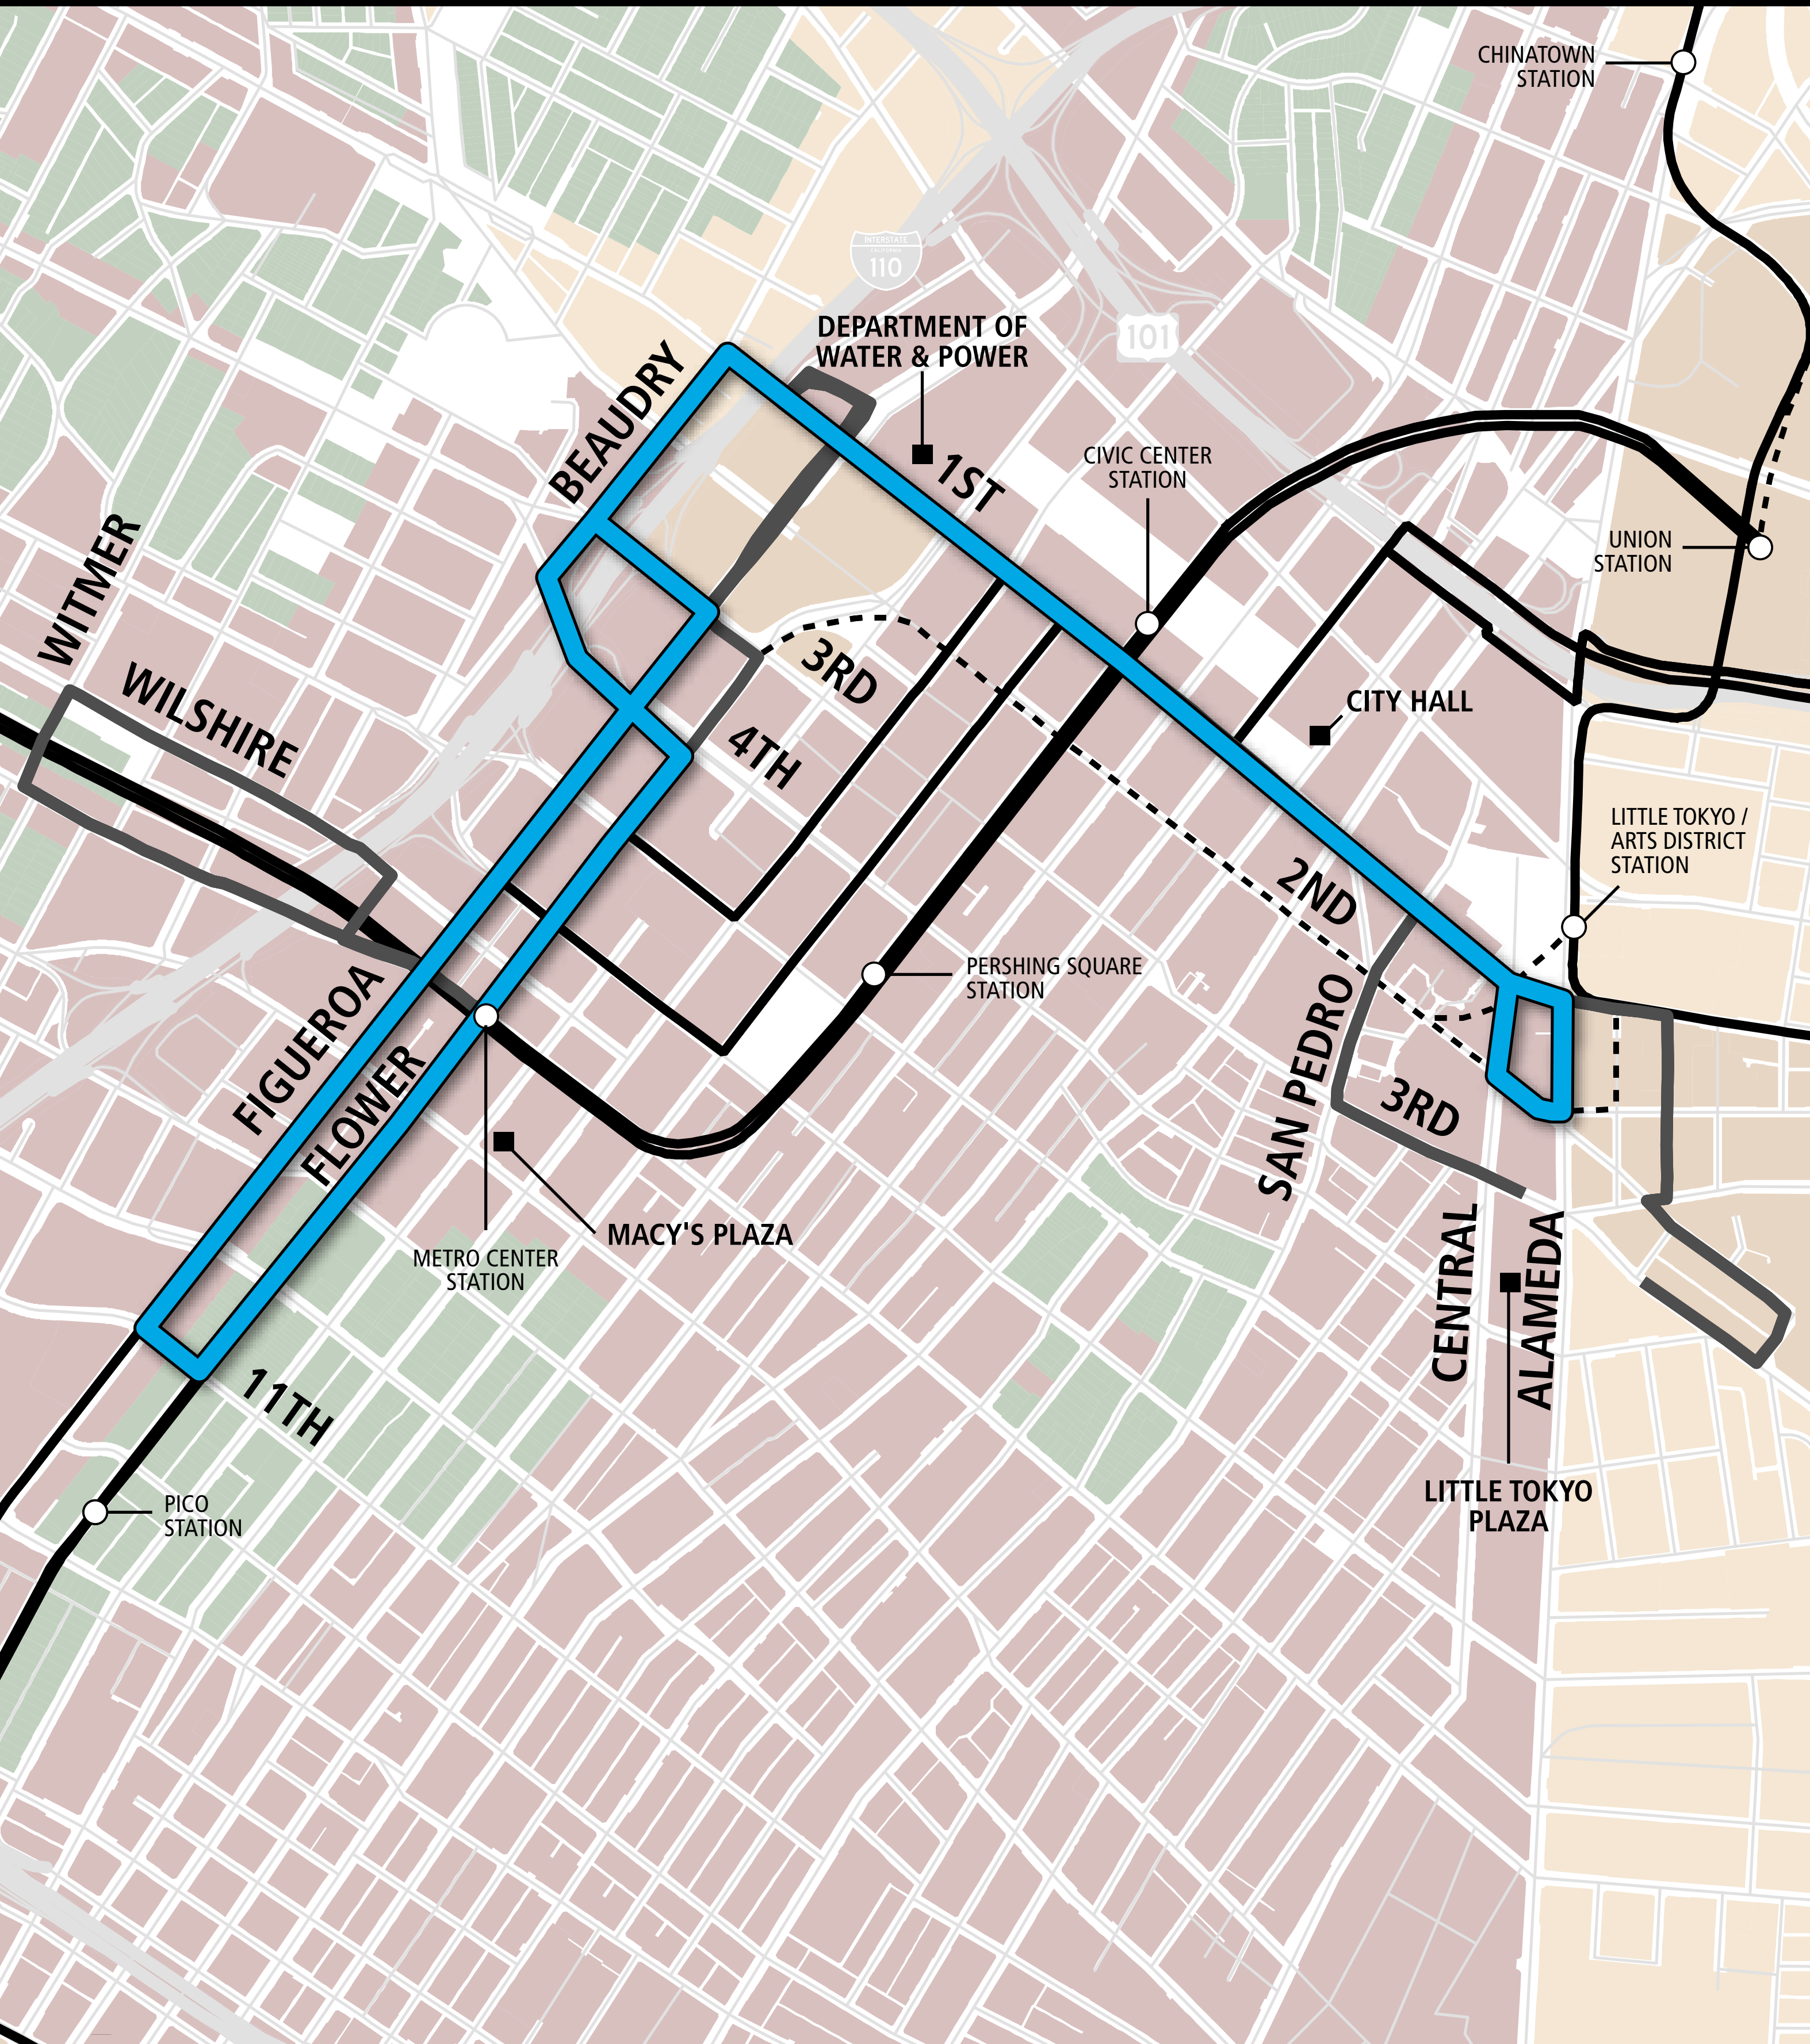 CHINATOWN
STATION
INTERSTATE
CALIFORNIA
110
101
DEPARTMENT OF
WATER & POWER
BEAUDRY
1ST
CIVIC CENTER
STATION
UNION
STATION
WITMER
WILSHIRE
3RD
4TH
CITY HALL
LITTLE TOKYO /
ARTS DISTRICT
STATION
2ND
PERSHING SQUARE
STATION
FIGUEROA
FLOWER
SAN PEDRO
3RD
MACY'S PLAZA
METRO CENTER
STATION
CENTRAL
ALAMEDA
11TH
PICO
STATION
LITTLE TOKYO
PLAZA